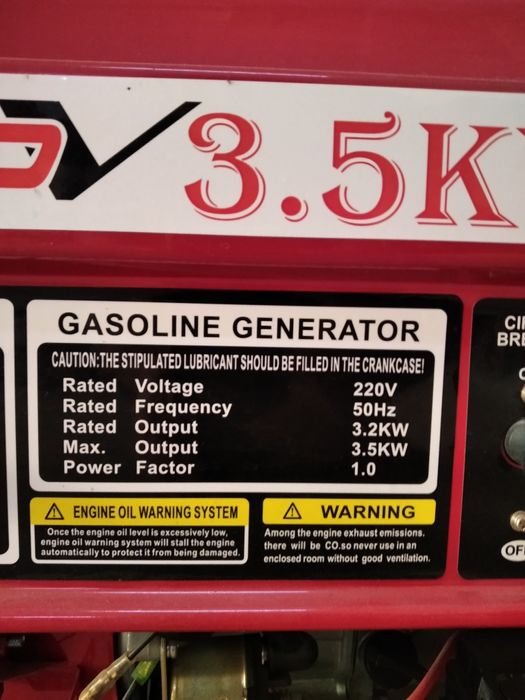 3.5K
GASOLINE GENERATOR
CAUTION:THE STIPULATED LUBRICANT SHOULD BE FILLED IN THE CRANKCASE!
Rated Voltage 220V
Rated Frequency 50Hz
Rated Output 3.2KW
Max. Output 3.5KW
Power Factor 1.0
ENGINE OIL WARNING SYSTEM
Once the engine oil level is excessively low,
engine oil warning system will stall the engine
automatically to protect it from being damaged.
WARNING
Among the engine exhaust emissions.
there will be CO.so never use in an
enclosed room without good ventilation.